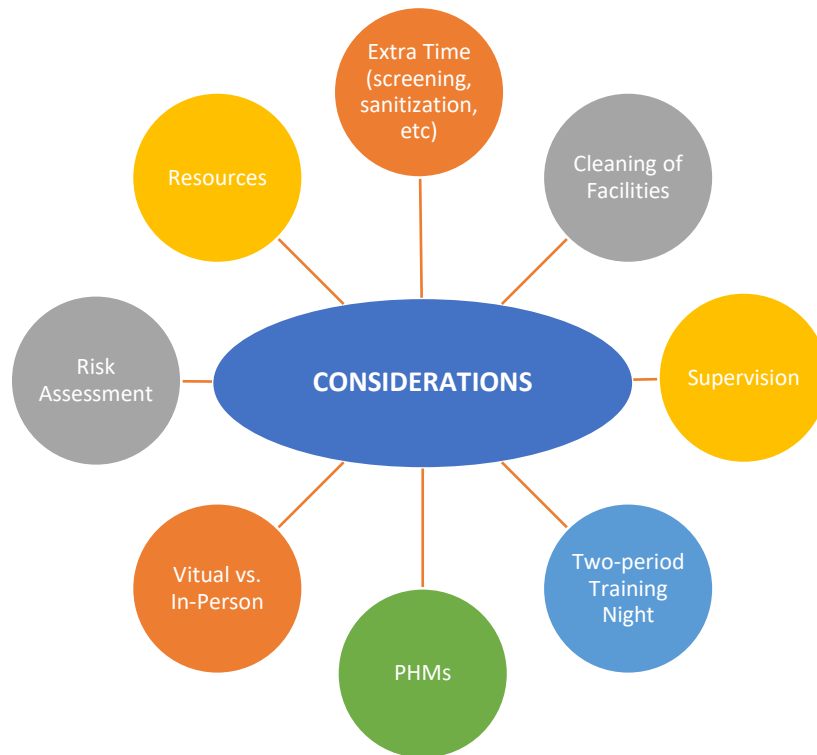 Extra Time
(screening,
sanitization,
etc)
Cleaning of
Facilities
Resources
Risk
Assessment
CONSIDERATIONS
Supervision
Vitual vs.
In-Person
Two-period
Training
Night
PHMs